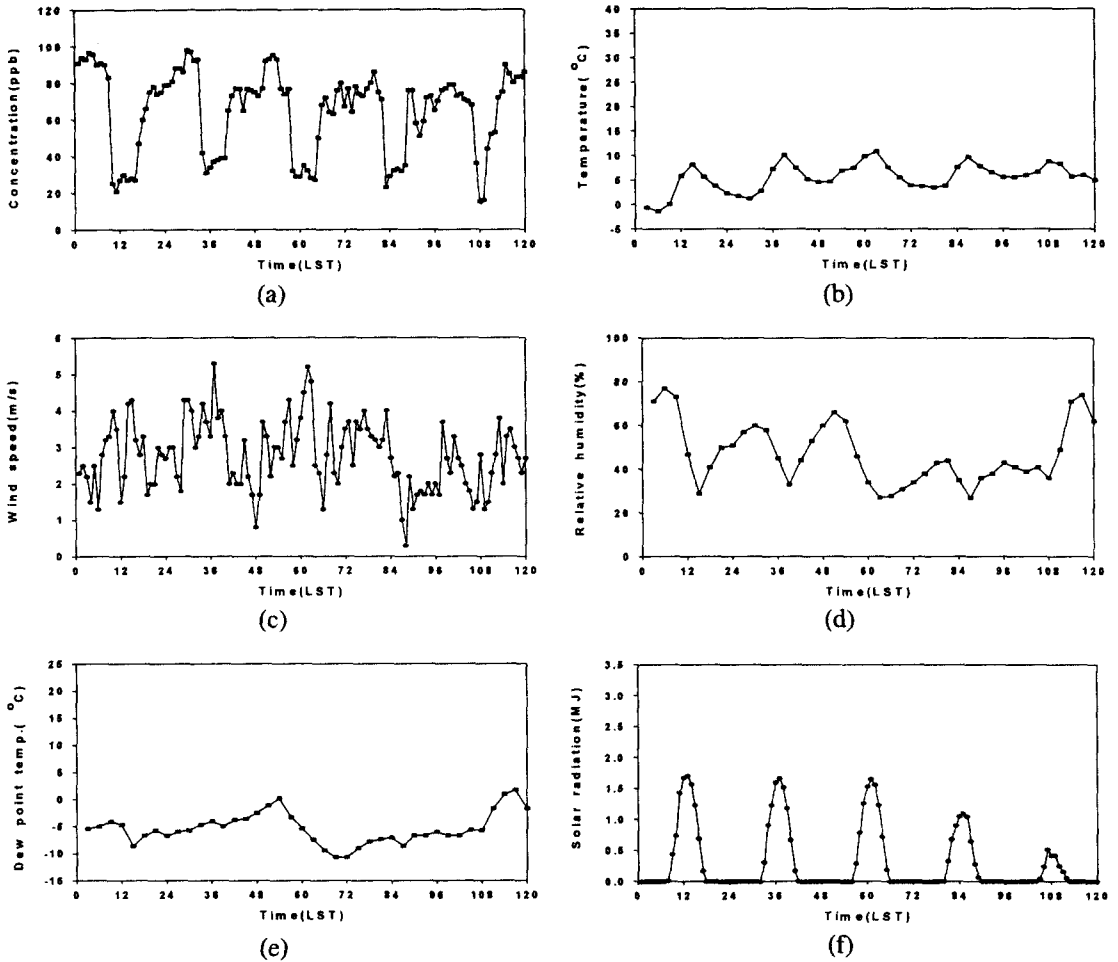 120
100
80
60
40
20
0
Concentration(ppb)
0 12 24 36 48 60 72 84 96 108 120
Time(LST)
(a)
40
35
30
25
20
15
10
5
0
-5
Temperature(°C)
0 12 24 36 48 60 72 84 96 108 120
Time(LST)
(b)
6
5
4
3
2
1
0
Wind speed(m/s)
0 12 24 36 48 60 72 84 96 108 120
Time(LST)
(c)
100
80
60
40
20
0
Relative humidity(%)
0 12 24 36 48 60 72 84 96 108 120
Time(LST)
(d)
25
20
15
10
5
0
-5
-10
-15
Dew point temp.(°C)
0 12 24 36 48 60 72 84 96 108 120
Time(LST)
(e)
3.5
3.0
2.5
2.0
1.5
1.0
0.5
0.0
Solar radiation(MJ)
0 12 24 36 48 60 72 84 96 108 120
Time(LST)
(f)